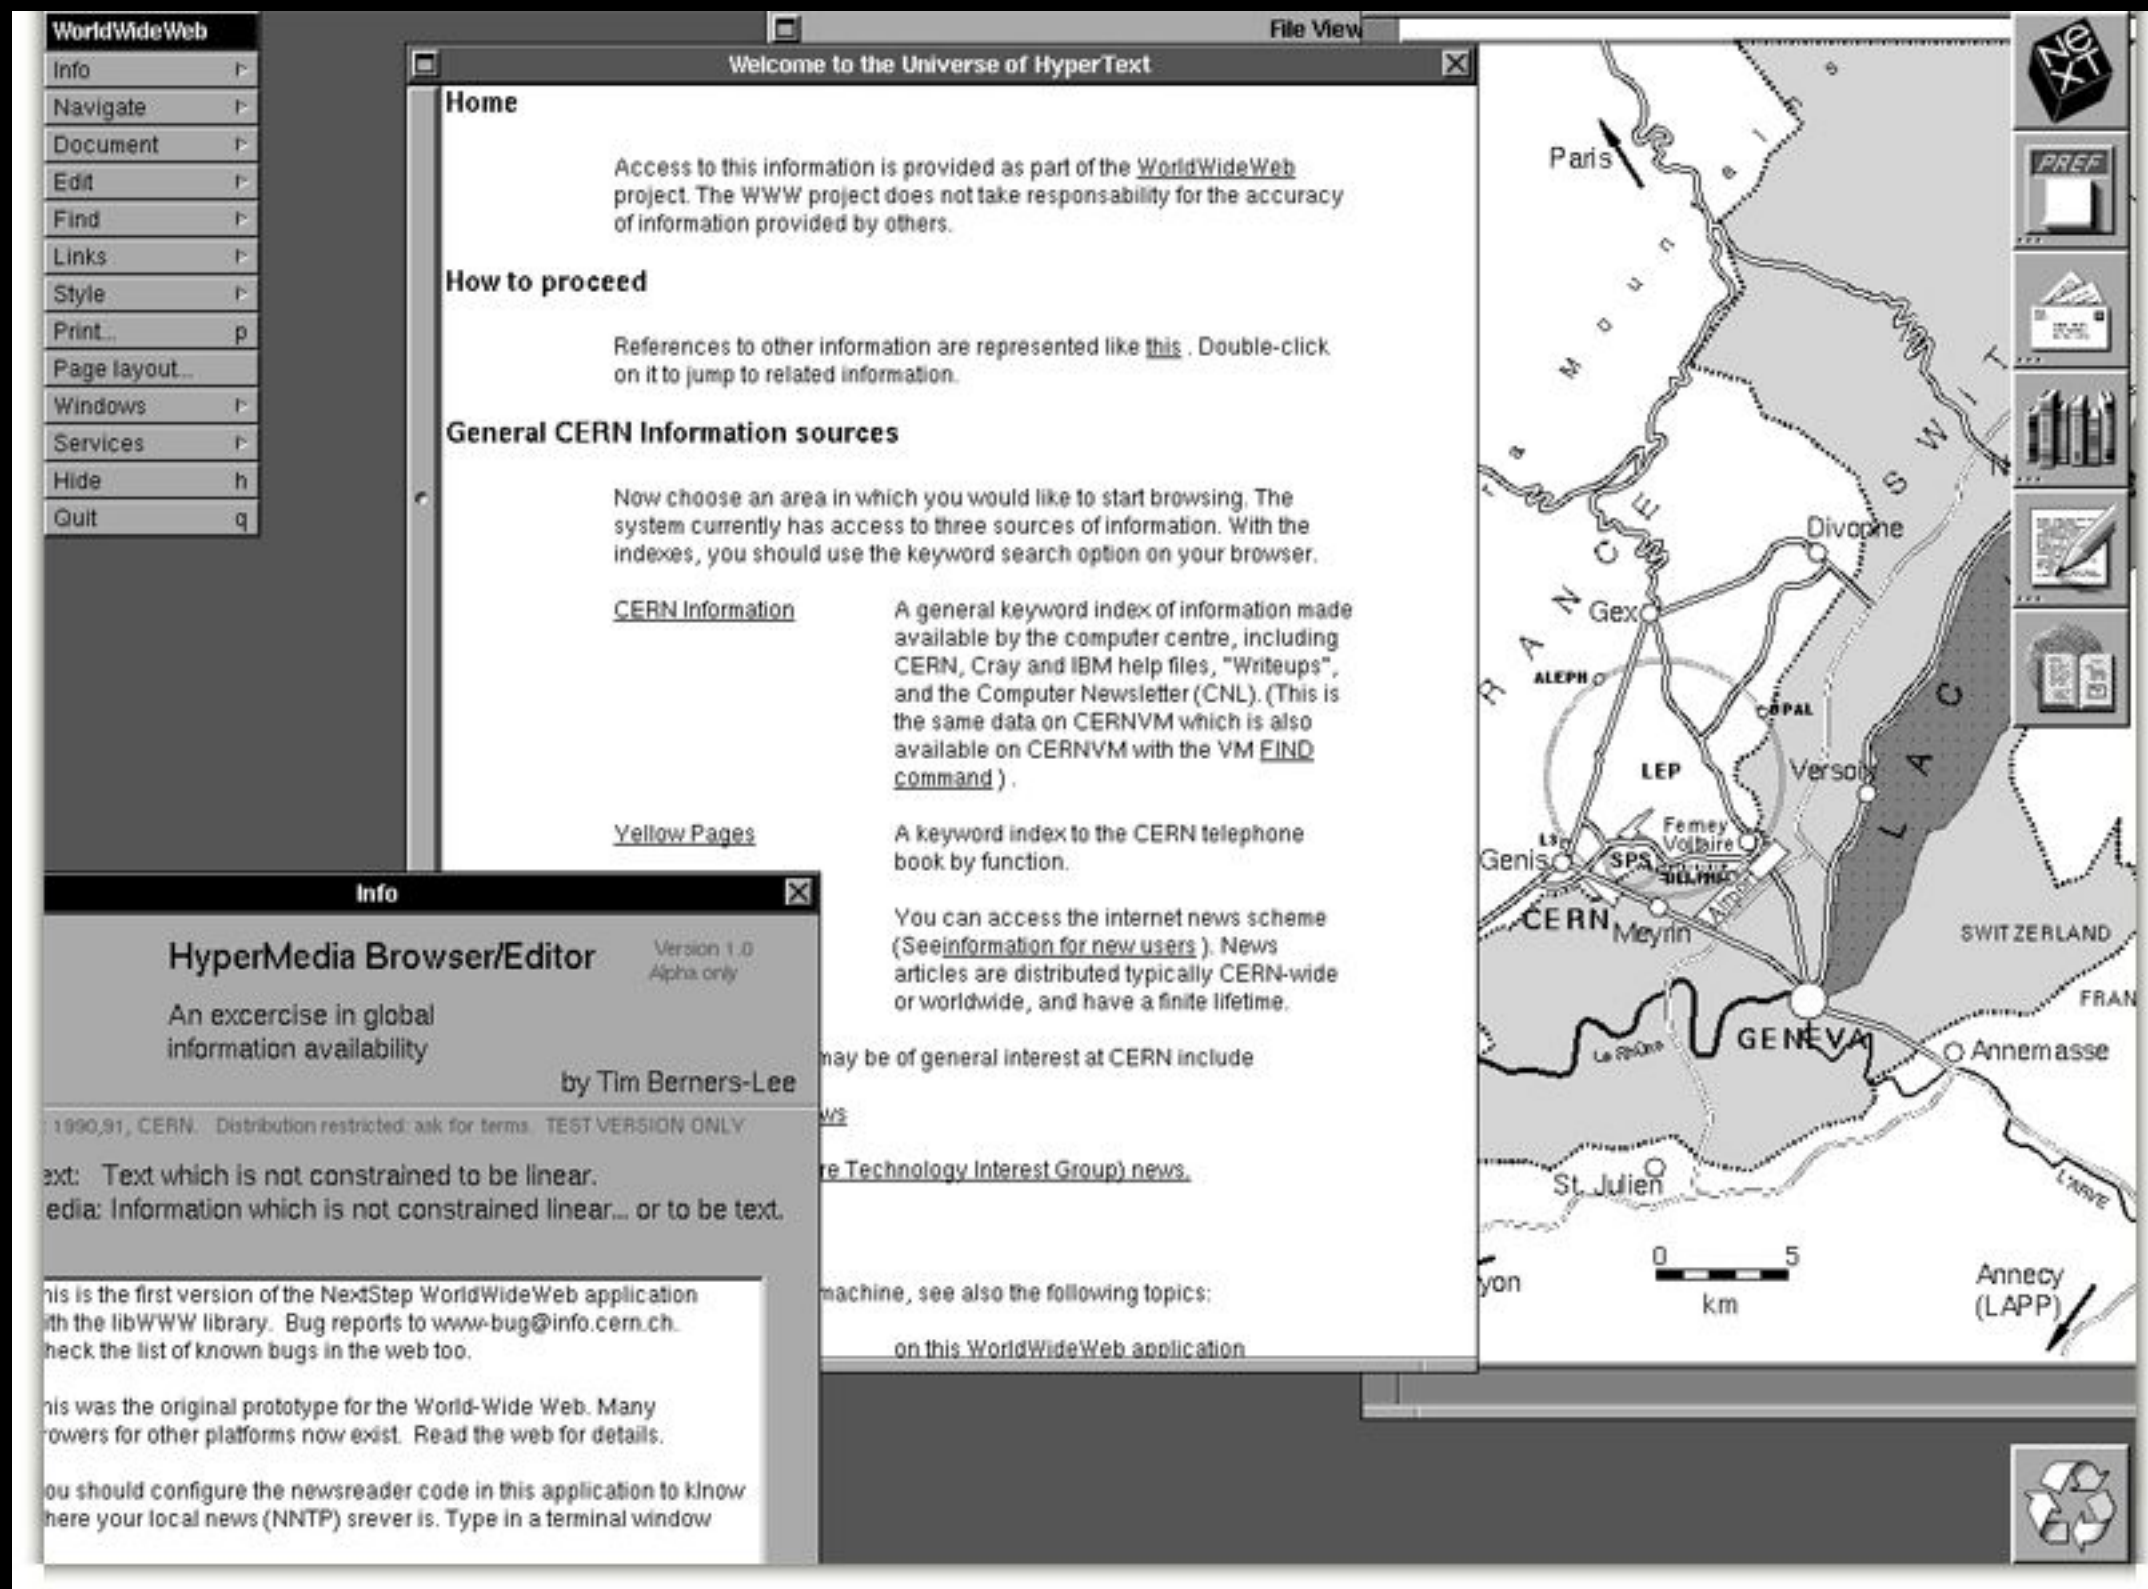 WorldWideWeb
Info
Navigate
Document
Edit
Find
Links
Style
Print... p
Page layout...
Windows
Services
Hide h
Quit q
File View
Welcome to the Universe of HyperText
Home
Access to this information is provided as part of the WorldWideWeb
project. The WWW project does not take responsability for the accuracy
of information provided by others.
How to proceed
References to other information are represented like this . Double-click
on it to jump to related information.
General CERN Information sources
Now choose an area in which you would like to start browsing. The
system currently has access to three sources of information. With the
indexes, you should use the keyword search option on your browser.
CERN Information
A general keyword index of information made
available by the computer centre, including
CERN, Cray and IBM help files, "Writeups",
and the Computer Newsletter (CNL). (This is
the same data on CERNVM which is also
available on CERNVM with the VM FIND
command ) .
Yellow Pages
A keyword index to the CERN telephone
book by function.
You can access the internet news scheme
(Seeinformation for new users ). News
articles are distributed typically CERN-wide
or worldwide, and have a finite lifetime.
may be of general interest at CERN include
ws
re Technology Interest Group) news.
machine, see also the following topics:
on this WorldWideWeb application
Info
HyperMedia Browser/Editor
Version 1.0
Alpha only
An excercise in global
information availability
by Tim Berners-Lee
1990,91, CERN. Distribution restricted: ask for terms. TEST VERSION ONLY
ext: Text which is not constrained to be linear.
edia: Information which is not constrained linear... or to be text.
his is the first version of the NextStep WorldWideWeb application
ith the libWWW library. Bug reports to www-bug@info.cern.ch.
heck the list of known bugs in the web too.
his was the original prototype for the World-Wide Web. Many
rowers for other platforms now exist. Read the web for details.
ou should configure the newsreader code in this application to kInow
here your local news (NNTP) srever is. Type in a terminal window
Paris
FRANCE
SWIT
Divonne
Gex
ALEPH
OPAL
LEP
Versoix
LAC
L3
Ferney
Voltaire
Genis
SPS
DELPHI
CERN
Meyrin
SWITZERLAND
FRAN
GENEVA
Le Rhône
Annemasse
St. Julien
L'ARVE
0 5
km
yon
Annecy
(LAPP)
NeXT
PREF